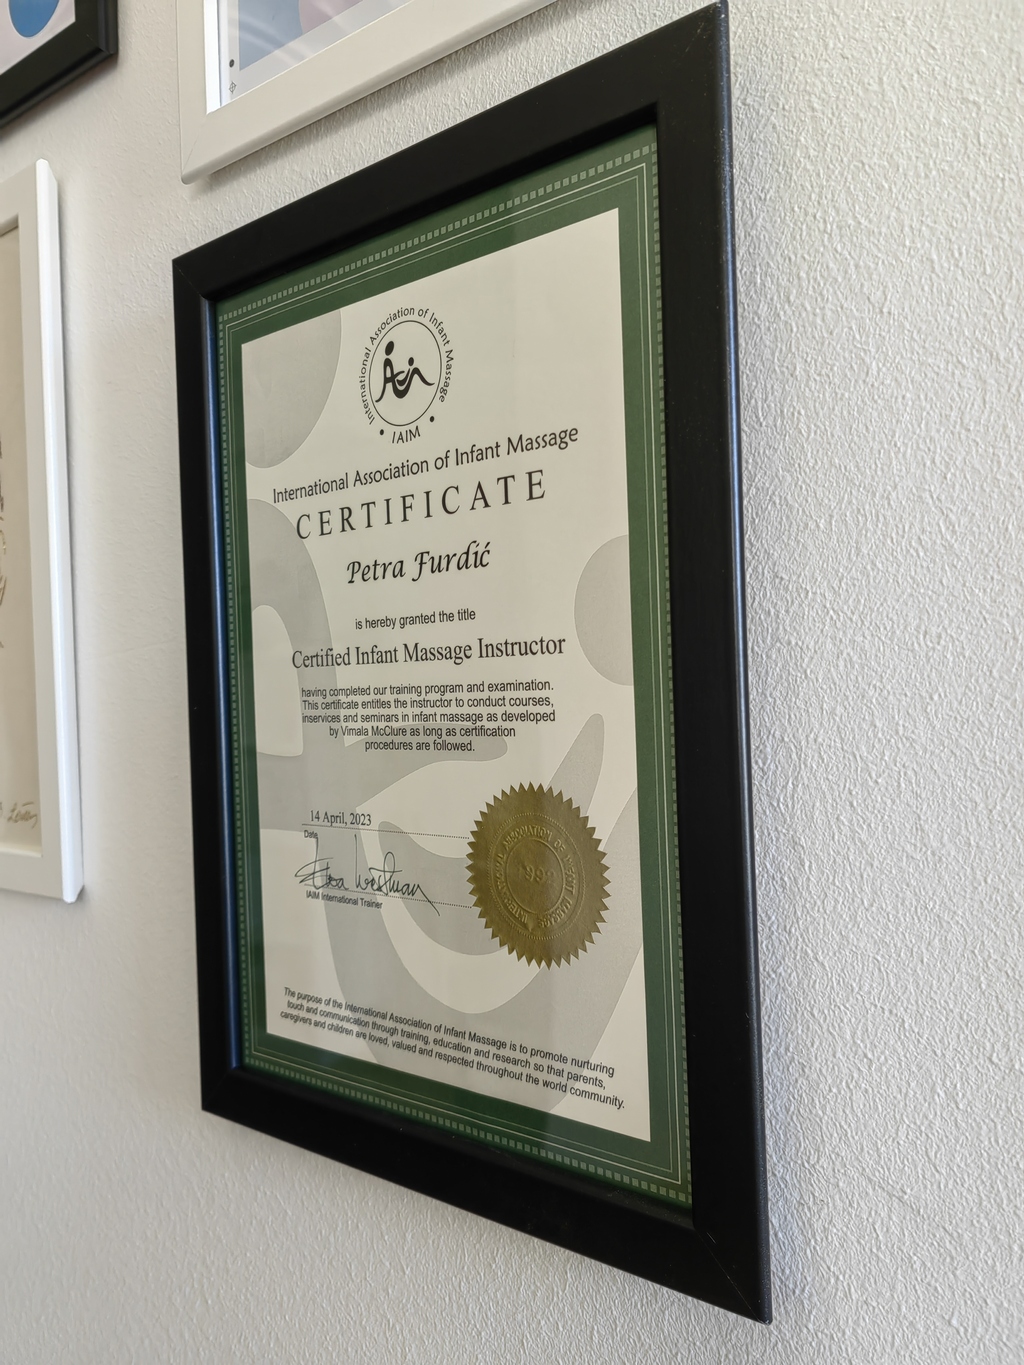 International Association of Infant Massage
• IAIM •
International Association of Infant Massage
CERTIFICATE
Petra Furdić
is hereby granted the title
Certified Infant Massage Instructor
having completed our training program and examination.
This certificate entitles the instructor to conduct courses,
inservices and seminars in infant massage as developed
by Vimala McClure as long as certification
procedures are followed.
14 April, 2023
Date
IAIM International Trainer
INTERNATIONAL ASSOCIATION OF INFANT MASSAGE
The purpose of the International Association of Infant Massage is to promote nurturing
touch and communication through training, education and research so that parents,
caregivers and children are loved, valued and respected throughout the world community.